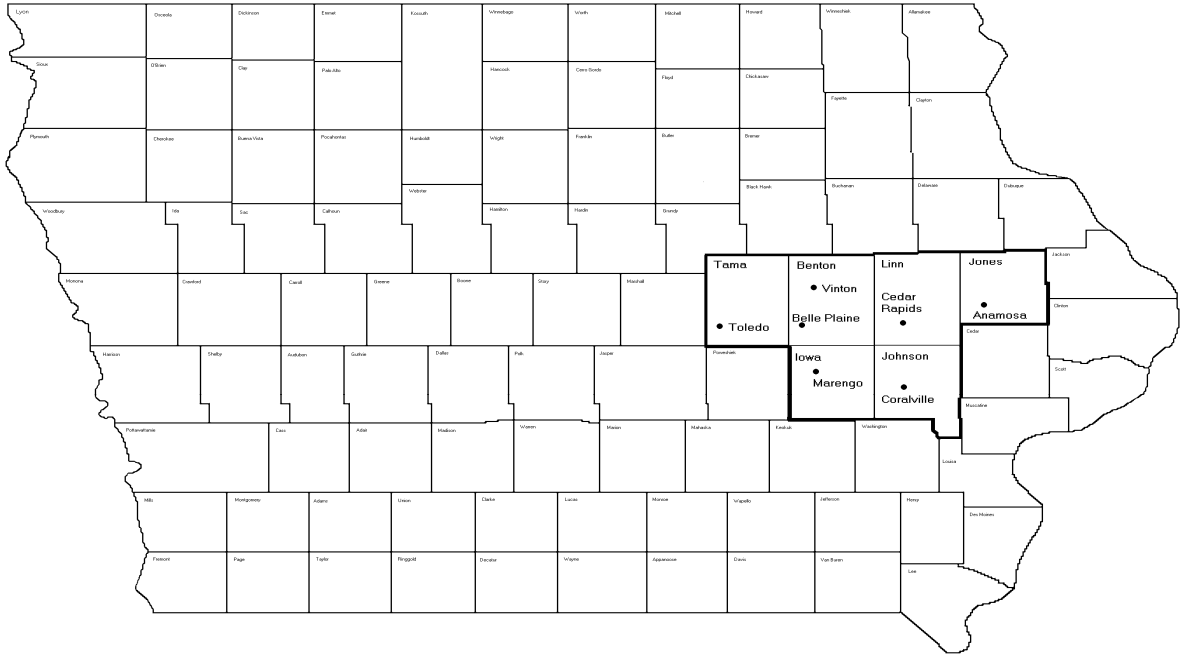 Lyon
Osceola
Dickinson
Emmet
Kossuth
Winnebago
Worth
Mitchell
Howard
Winneshiek
Allamakee
Sioux
O'Brien
Clay
Palo Alto
Hancock
Cerro Gordo
Floyd
Chickasaw
Fayette
Clayton
Plymouth
Cherokee
Buena Vista
Pocahontas
Humboldt
Wright
Franklin
Butler
Bremer
Webster
Black Hawk
Buchanan
Delaware
Dubuque
Woodbury
Ida
Sac
Calhoun
Hamilton
Hardin
Grundy
Tama
Benton
Linn
Jones
Jackson
Monona
Crawford
Carroll
Greene
Boone
Story
Marshall
Vinton
Cedar
Rapids
Clinton
Toledo
Belle Plaine
Anamosa
Cedar
Harrison
Shelby
Audubon
Guthrie
Dallas
Polk
Jasper
Poweshiek
Iowa
Johnson
Scott
Marengo
Coralville
Muscatine
Pottawattamie
Cass
Adair
Madison
Warren
Marion
Mahaska
Keokuk
Washington
Louisa
Mills
Montgomery
Adams
Union
Clarke
Lucas
Monroe
Wapello
Jefferson
Henry
Des Moines
Fremont
Page
Taylor
Ringgold
Decatur
Wayne
Appanoose
Davis
Van Buren
Lee